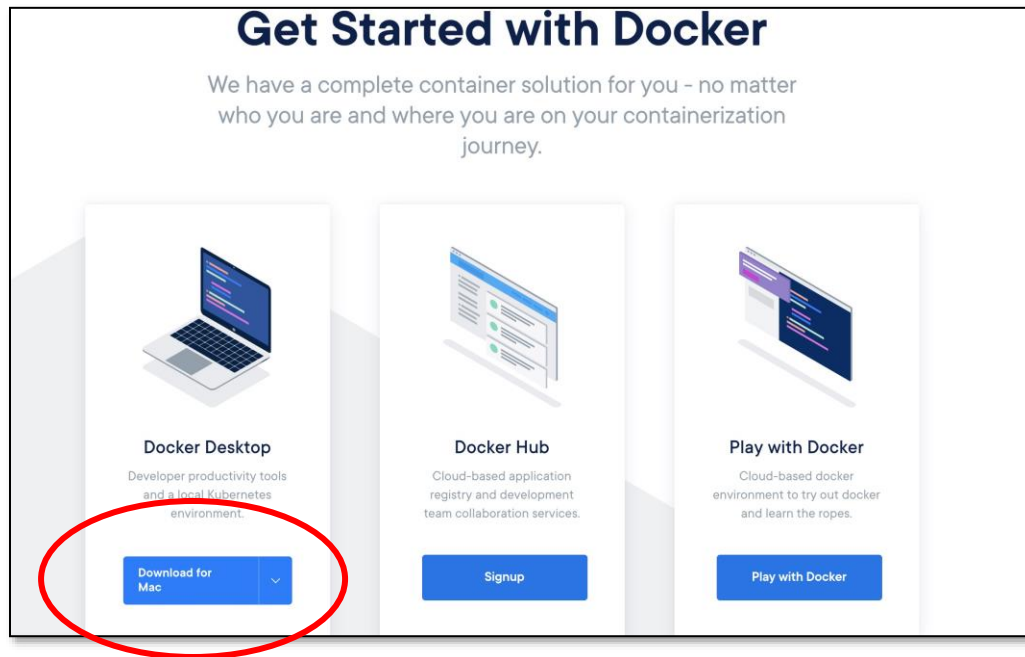 Get Started with Docker
We have a complete container solution for you - no matter
who you are and where you are on your containerization
journey.
Docker Desktop
Developer productivity tools
and a local Kubernetes
environment.
Download for
Mac
Docker Hub
Cloud-based application
registry and development
team collaboration services.
Signup
Play with Docker
Cloud-based docker
environment to try out docker
and learn the ropes.
Play with Docker